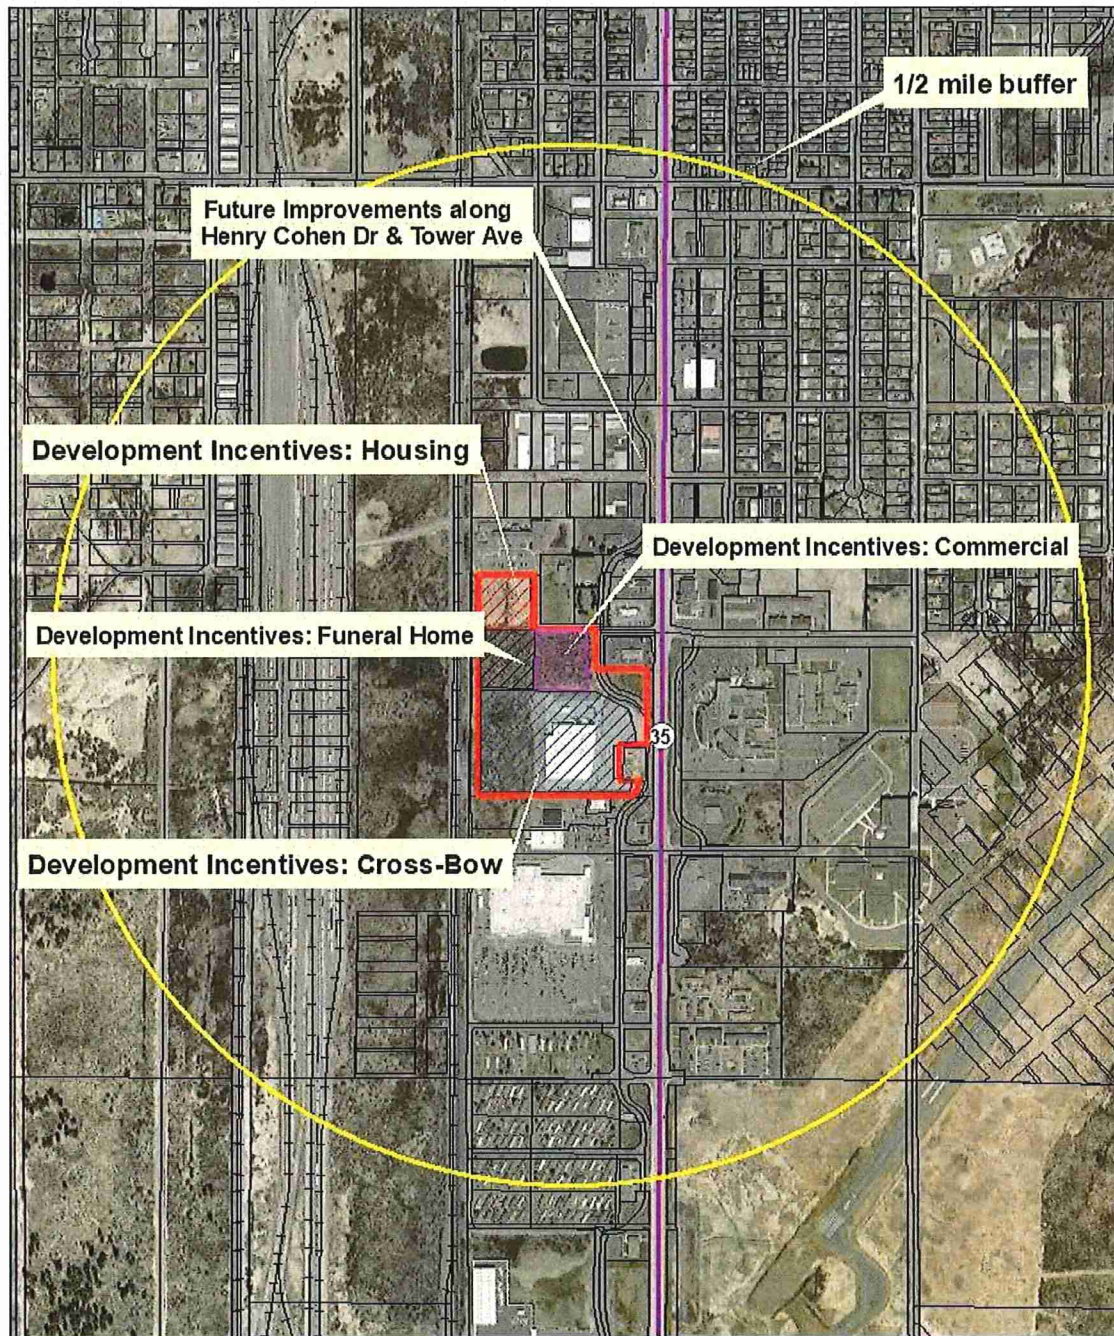 1/2 mile buffer
Future Improvements along
Henry Cohen Dr & Tower Ave
Development Incentives: Housing
Development Incentives: Commercial
Development Incentives: Funeral Home
35
Development Incentives: Cross-Bow